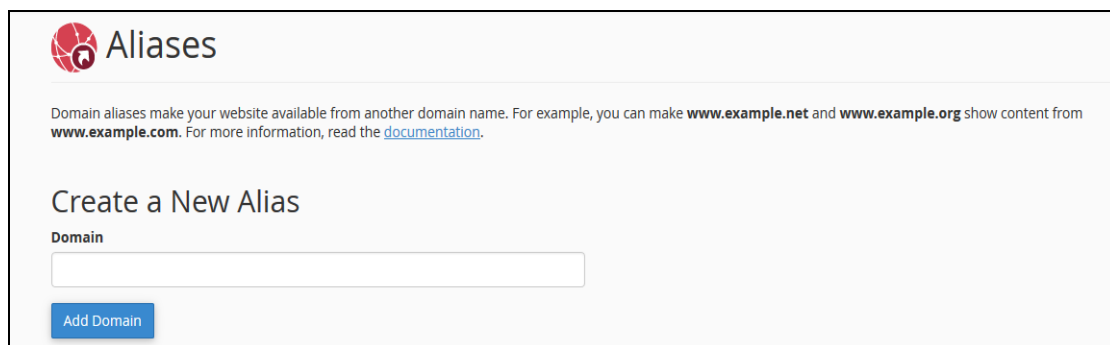 Aliases
Domain aliases make your website available from another domain name. For example, you can make www.example.net and www.example.org show content from
www.example.com. For more information, read the documentation.
Create a New Alias
Domain
Add Domain